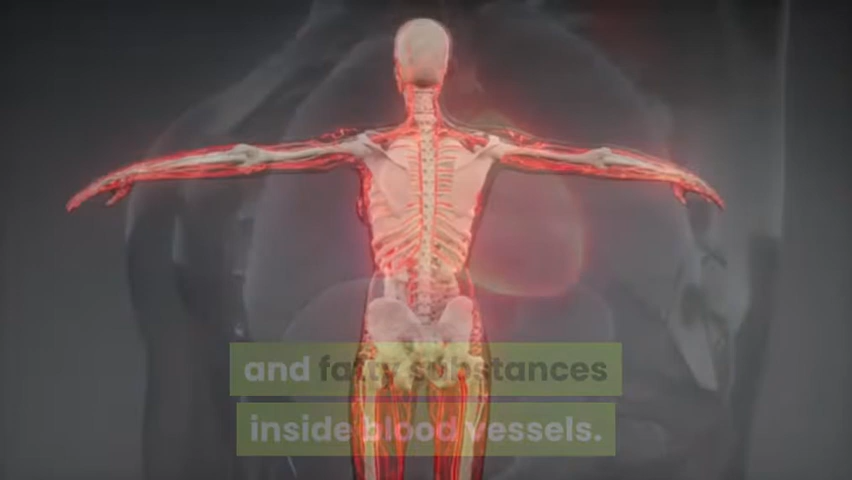 and fatty substances
inside blood vessels.